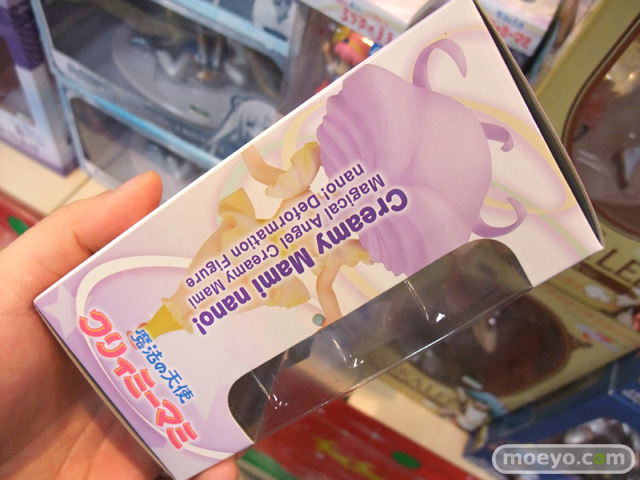 Creamy Mami nano!
Magical Angel Creamy Mami
nano! Deformation Figure
魔法の天使
クリィミーマミ
moeyo.com